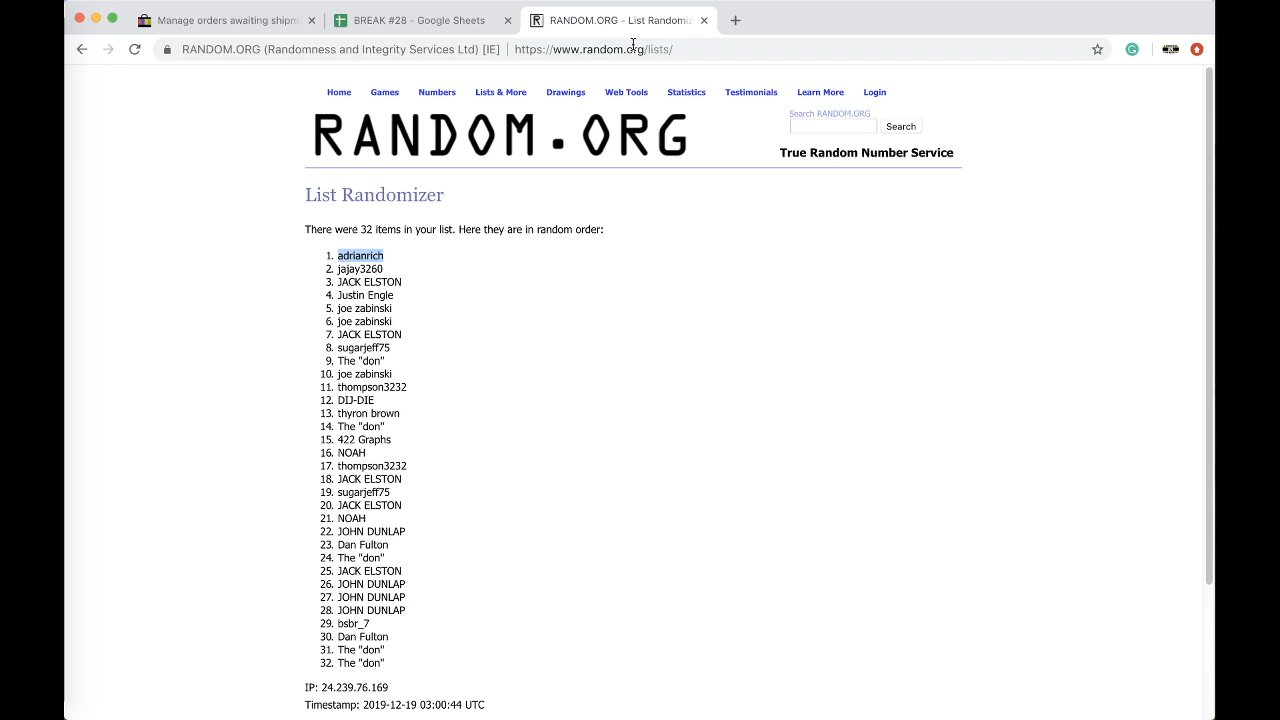 Manage orders awaiting shipm
BREAK #28 - Google Sheets
RANDOM.ORG - List Randomiz
RANDOM.ORG (Randomness and Integrity Services Ltd) [IE] | https://www.random.org/lists/
Home Games Numbers Lists & More Drawings Web Tools Statistics Testimonials Learn More Login
RANDOM.ORG
Search RANDOM.ORG
Search
True Random Number Service
List Randomizer
There were 32 items in your list. Here they are in random order:
1. adrianrich
2. jajay3260
3. JACK ELSTON
4. Justin Engle
5. joe zabinski
6. joe zabinski
7. JACK ELSTON
8. sugarjeff75
9. The "don"
10. joe zabinski
11. thompson3232
12. DIJ-DIE
13. thyron brown
14. The "don"
15. 422 Graphs
16. NOAH
17. thompson3232
18. JACK ELSTON
19. sugarjeff75
20. JACK ELSTON
21. NOAH
22. JOHN DUNLAP
23. Dan Fulton
24. The "don"
25. JACK ELSTON
26. JOHN DUNLAP
27. JOHN DUNLAP
28. JOHN DUNLAP
29. bsbr_7
30. Dan Fulton
31. The "don"
32. The "don"
IP: 24.239.76.169
Timestamp: 2019-12-19 03:00:44 UTC